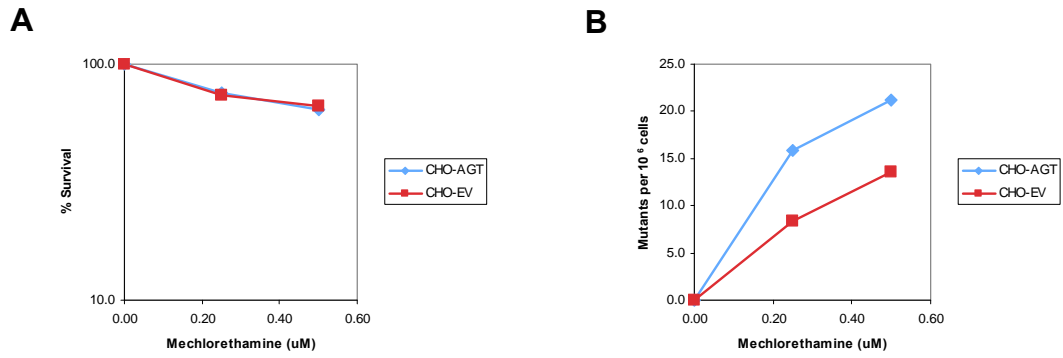 A
100.0
10.0
% Survival
0.00 0.20 0.40 0.60
Mechlorethamine (uM)
CHO-AGT
CHO-EV
B
25.0
20.0
15.0
10.0
5.0
0.0
Mutants per 10 6 cells
0.00 0.20 0.40 0.60
Mechlorethamine (uM)
CHO-AGT
CHO-EV